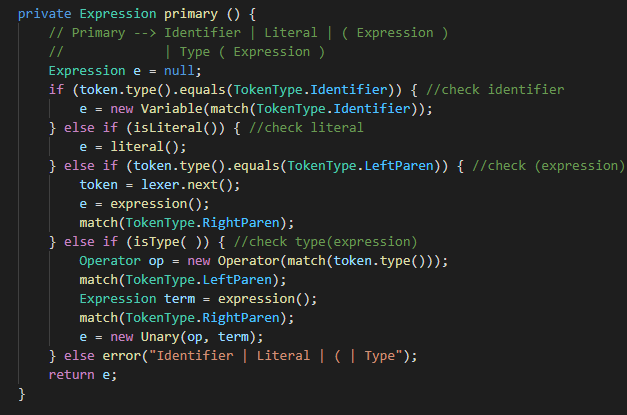 private Expression primary () {
// Primary --> Identifier | Literal | ( Expression )
//             | Type ( Expression )
Expression e = null;
if (token.type().equals(TokenType.Identifier)) { //check identifier
e = new Variable(match(TokenType.Identifier));
} else if (isLiteral()) { //check literal
e = literal();
} else if (token.type().equals(TokenType.LeftParen)) { //check (expression)
token = lexer.next();
e = expression();
match(TokenType.RightParen);
} else if (isType( )) { //check type(expression)
Operator op = new Operator(match(token.type()));
match(TokenType.LeftParen);
Expression term = expression();
match(TokenType.RightParen);
e = new Unary(op, term);
} else error("Identifier | Literal | ( | Type");
return e;
}